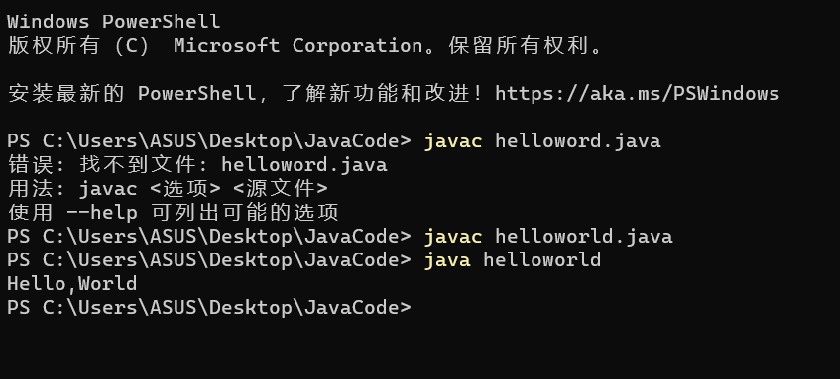 Windows PowerShell
版权所有 (C)  Microsoft Corporation。保留所有权利。
安装最新的 PowerShell, 了解新功能和改进！https://aka.ms/PSWindows
PS C:\Users\ASUS\Desktop\JavaCode> javac helloword.java
错误: 找不到文件: helloword.java
用法: javac <选项> <源文件>
使用 --help 可列出可能的选项
PS C:\Users\ASUS\Desktop\JavaCode> javac helloworld.java
PS C:\Users\ASUS\Desktop\JavaCode> java helloworld
Hello,World
PS C:\Users\ASUS\Desktop\JavaCode>